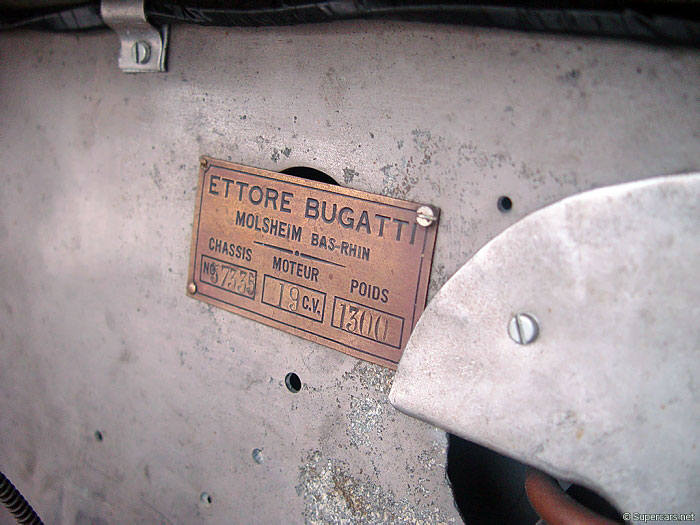 ETTORE BUGATTI
MOLSHEIM BAS-RHIN
CHASSIS MOTEUR POIDS
No 57335 19 C.V. 1300
© Supercars.net